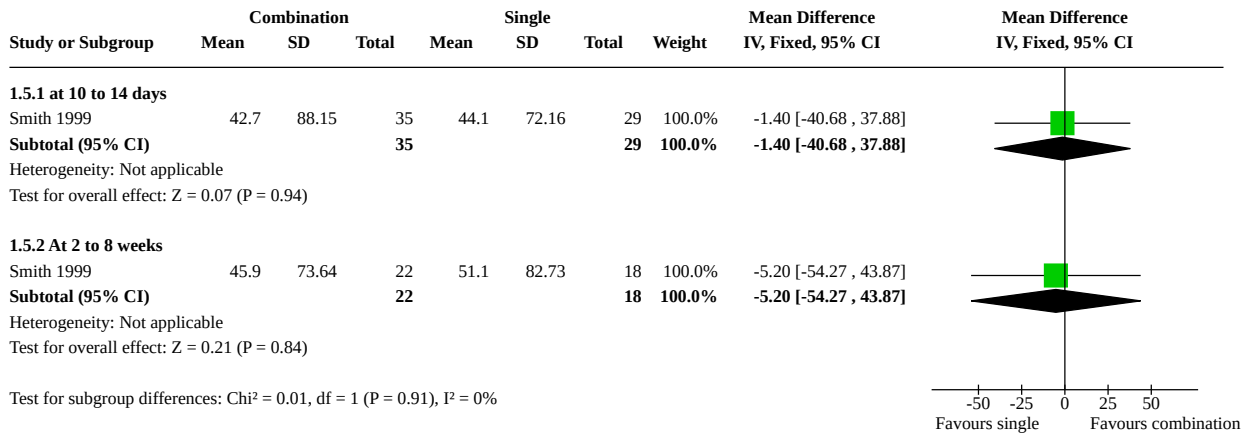 Combination Single Mean Difference Mean Difference
Study or Subgroup Mean SD Total Mean SD Total Weight IV, Fixed, 95% CI IV, Fixed, 95% CI
1.5.1 at 10 to 14 days
Smith 1999 42.7 88.15 35 44.1 72.16 29 100.0% -1.40 [-40.68 , 37.88]
Subtotal (95% CI) 35 29 100.0% -1.40 [-40.68 , 37.88]
Heterogeneity: Not applicable
Test for overall effect: Z = 0.07 (P = 0.94)
1.5.2 At 2 to 8 weeks
Smith 1999 45.9 73.64 22 51.1 82.73 18 100.0% -5.20 [-54.27 , 43.87]
Subtotal (95% CI) 22 18 100.0% -5.20 [-54.27 , 43.87]
Heterogeneity: Not applicable
Test for overall effect: Z = 0.21 (P = 0.84)
Test for subgroup differences: Chi² = 0.01, df = 1 (P = 0.91), I² = 0%
-50 -25 0 25 50
Favours single Favours combination